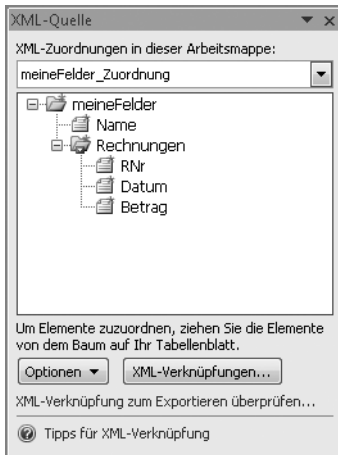 XML-Quelle
XML-Zuordnungen in dieser Arbeitsmappe:
meineFelder_Zuordnung
meineFelder
Name
Rechnungen
RNr
Datum
Betrag
Um Elemente zuzuordnen, ziehen Sie die Elemente
von dem Baum auf Ihr Tabellenblatt.
Optionen
XML-Verknüpfungen...
XML-Verknüpfung zum Exportieren überprüfen...
Tipps für XML-Verknüpfung